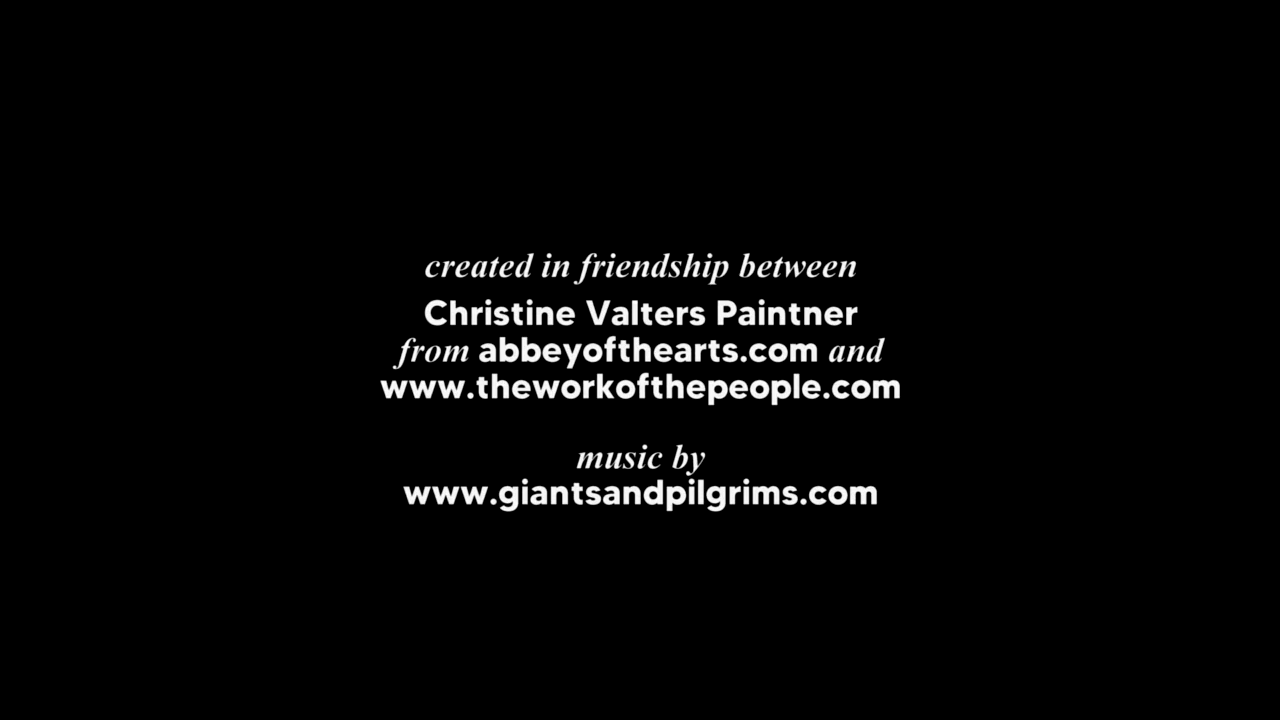 created in friendship between
Christine Valters Paintner
from abbeyofthearts.com and
www.theworkofthepeople.com
music by
www.giantsandpilgrims.com